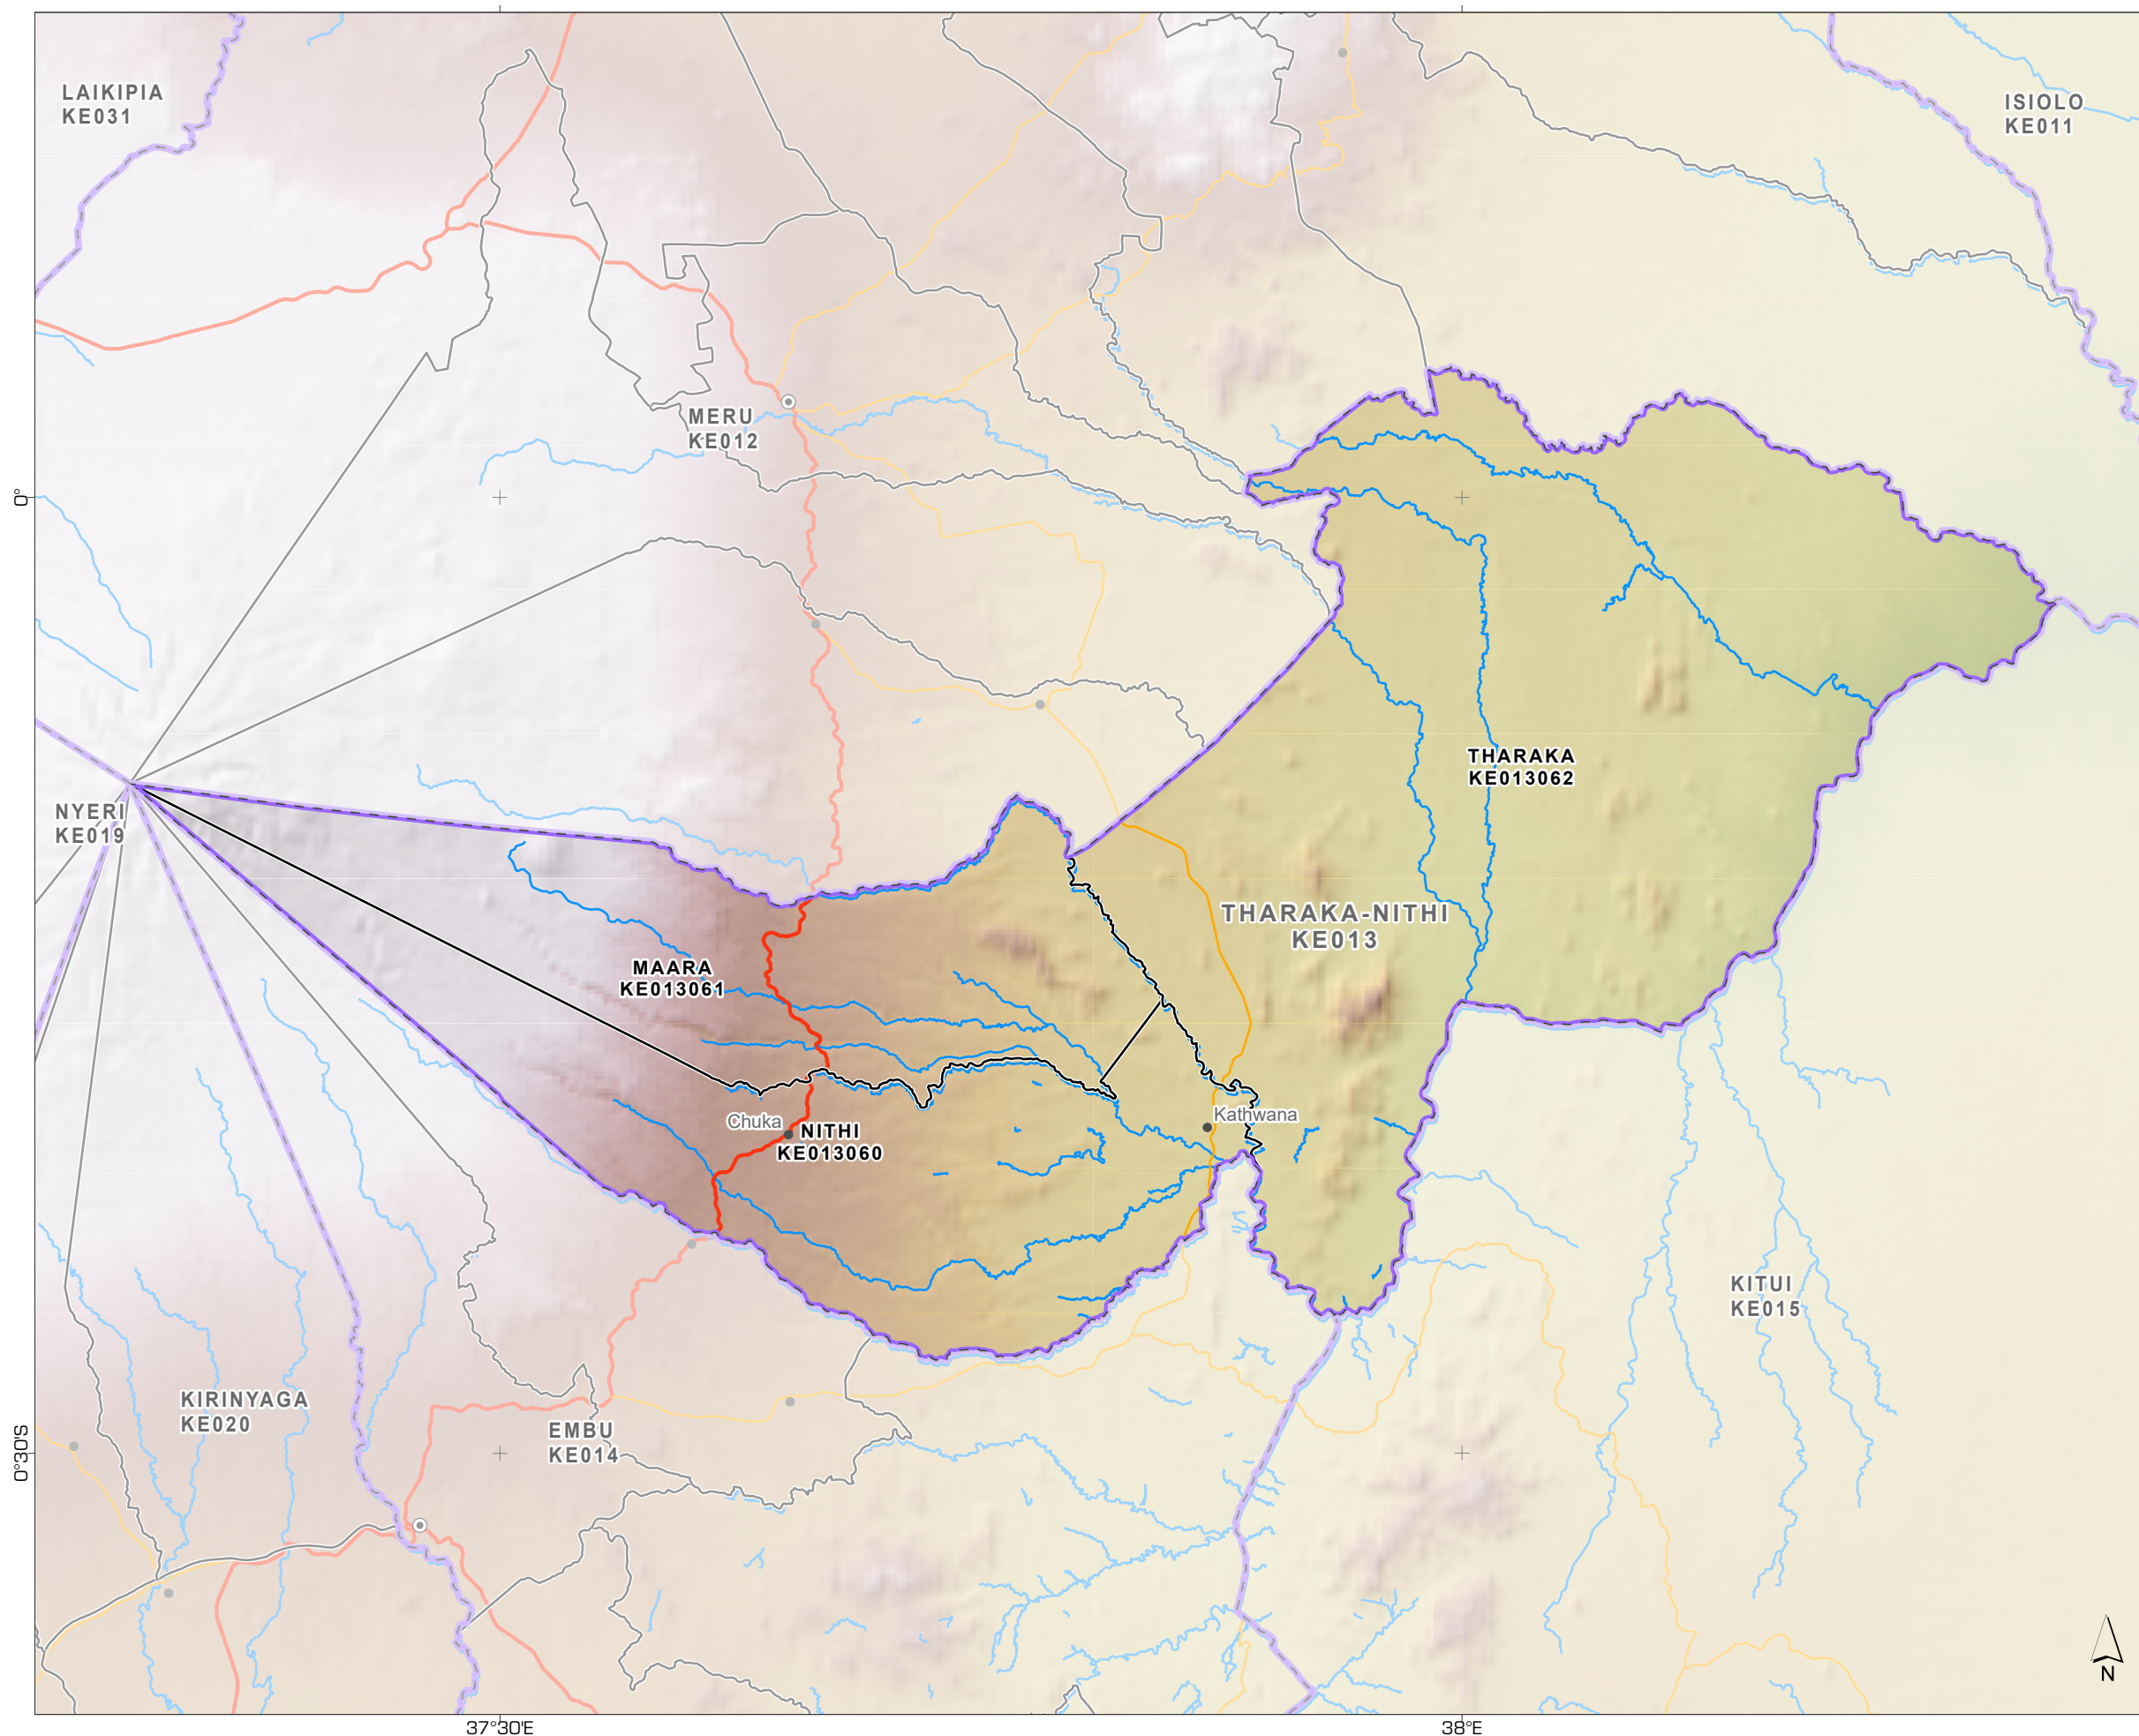 LAIKIPIA
KE031
ISIOLO
KE011
MERU
KE012
0°
THARAKA
KE013062
NYERI
KE019
THARAKA-NITHI
KE013
MAARA
KE013061
Chuka
Kathwana
NITHI
KE013060
KITUI
KE015
KIRINYAGA
KE020
EMBU
KE014
0°30'S
N
37°30'E
38°E